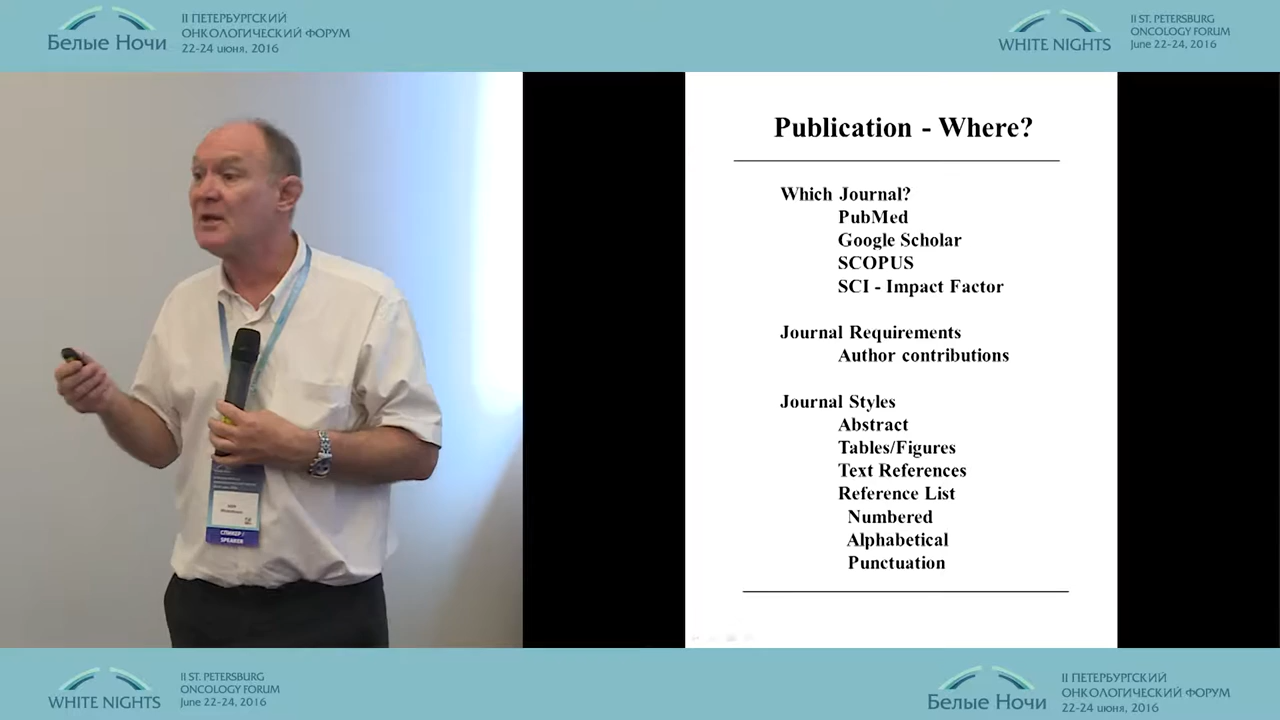 II ПЕТЕРБУРГСКИЙ
ОНКОЛОГИЧЕСКИЙ ФОРУМ
Белые Ночи
22-24 июня, 2016
II ST. PETERSBURG
ONCOLOGY FORUM
WHITE NIGHTS
June 22-24, 2016
СПИКЕР /
SPEAKER
Publication - Where?
Which Journal?
PubMed
Google Scholar
SCOPUS
SCI - Impact Factor
Journal Requirements
Author contributions
Journal Styles
Abstract
Tables/Figures
Text References
Reference List
Numbered
Alphabetical
Punctuation
II ST. PETERSBURG
ONCOLOGY FORUM
WHITE NIGHTS
June 22-24, 2016
II ПЕТЕРБУРГСКИЙ
ОНКОЛОГИЧЕСКИЙ ФОРУМ
Белые Ночи
22-24 июня, 2016